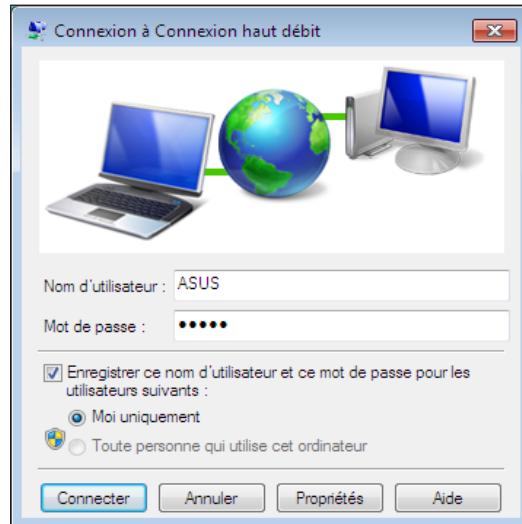 Connexion à Connexion haut débit
Nom d'utilisateur : ASUS
Mot de passe : •••••
Enregistrer ce nom d'utilisateur et ce mot de passe pour les
utilisateurs suivants :
Moi uniquement
Toute personne qui utilise cet ordinateur
Connecter Annuler Propriétés Aide